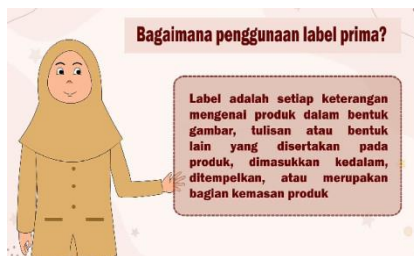 Bagaimana penggunaan label prima?
Label adalah setiap keterangan
mengenai produk dalam bentuk
gambar, tulisan atau bentuk
lain yang disertakan pada
produk, dimasukkan kedalam,
ditempelkan, atau merupakan
bagian kemasan produk